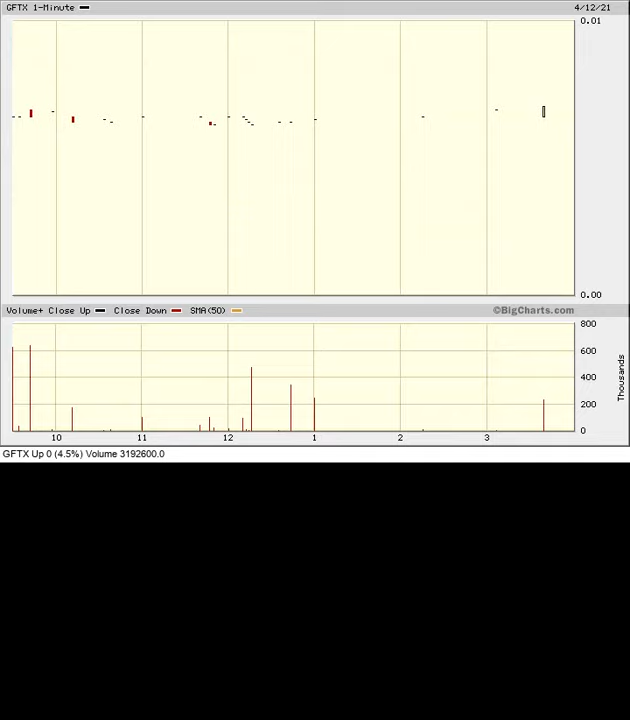 GFTX 1-Minute 4/12/21
0.01
0.00
Volume+ Close Up Close Down SMA(50) ©BigCharts.com
800
600
400
200
0
Thousands
10 11 12 1 2 3
GFTX Up 0 (4.5%) Volume 3192600.0